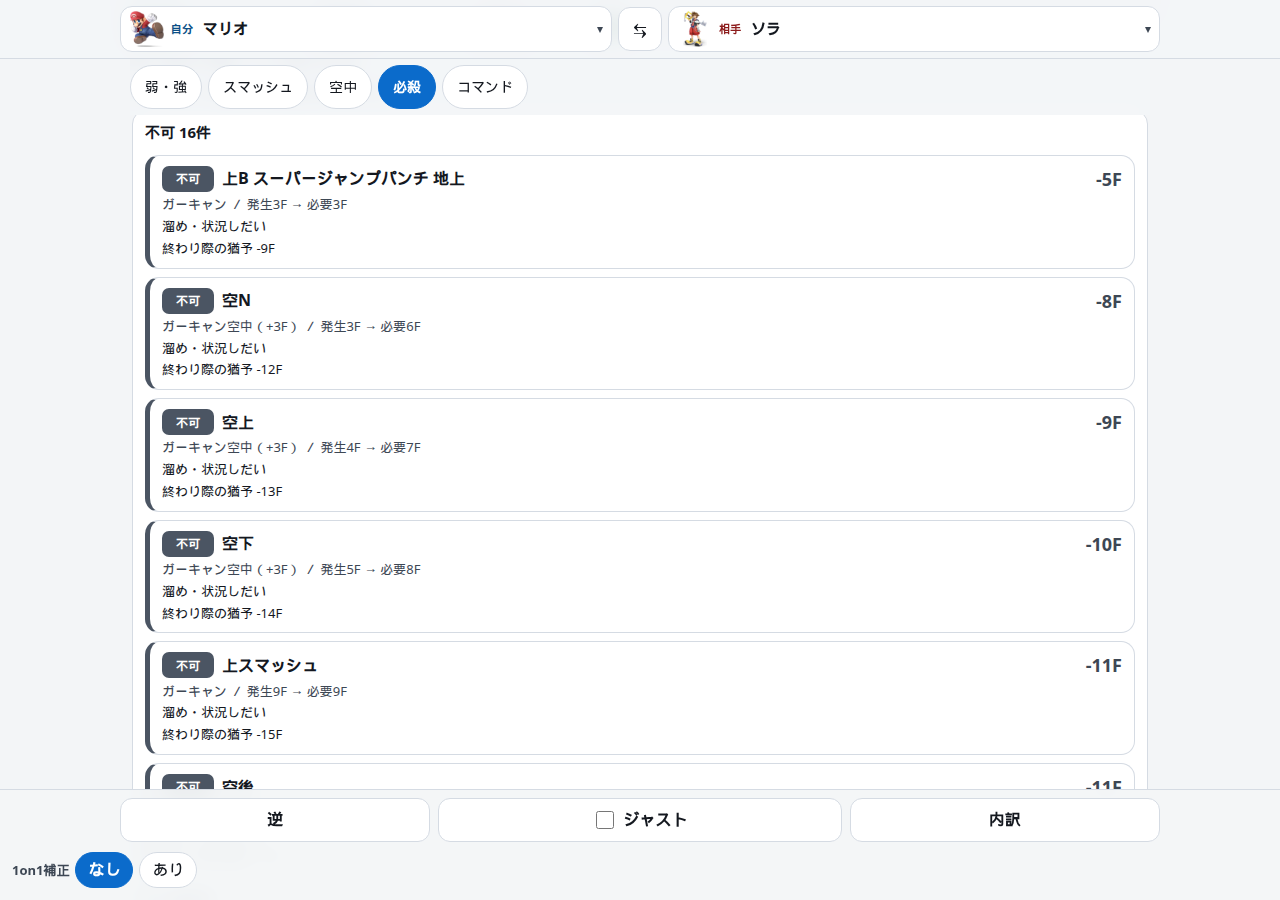 自分 マリオ ▾ ⇆ 相手 ソラ ▾
弱・強 スマッシュ 空中 必殺 コマンド
不可 16件
不可 上B スーパージャンプパンチ 地上 -5F
ガーキャン / 発生3F → 必要3F
溜め・状況しだい
終わり際の猶予 -9F
不可 空N -8F
ガーキャン空中（+3F） / 発生3F → 必要6F
溜め・状況しだい
終わり際の猶予 -12F
不可 空上 -9F
ガーキャン空中（+3F） / 発生4F → 必要7F
溜め・状況しだい
終わり際の猶予 -13F
不可 空下 -10F
ガーキャン空中（+3F） / 発生5F → 必要8F
溜め・状況しだい
終わり際の猶予 -14F
不可 上スマッシュ -11F
ガーキャン / 発生9F → 必要9F
溜め・状況しだい
終わり際の猶予 -15F
不可 空後 -11F
逆 ジャスト 内訳
1on1補正 なし あり